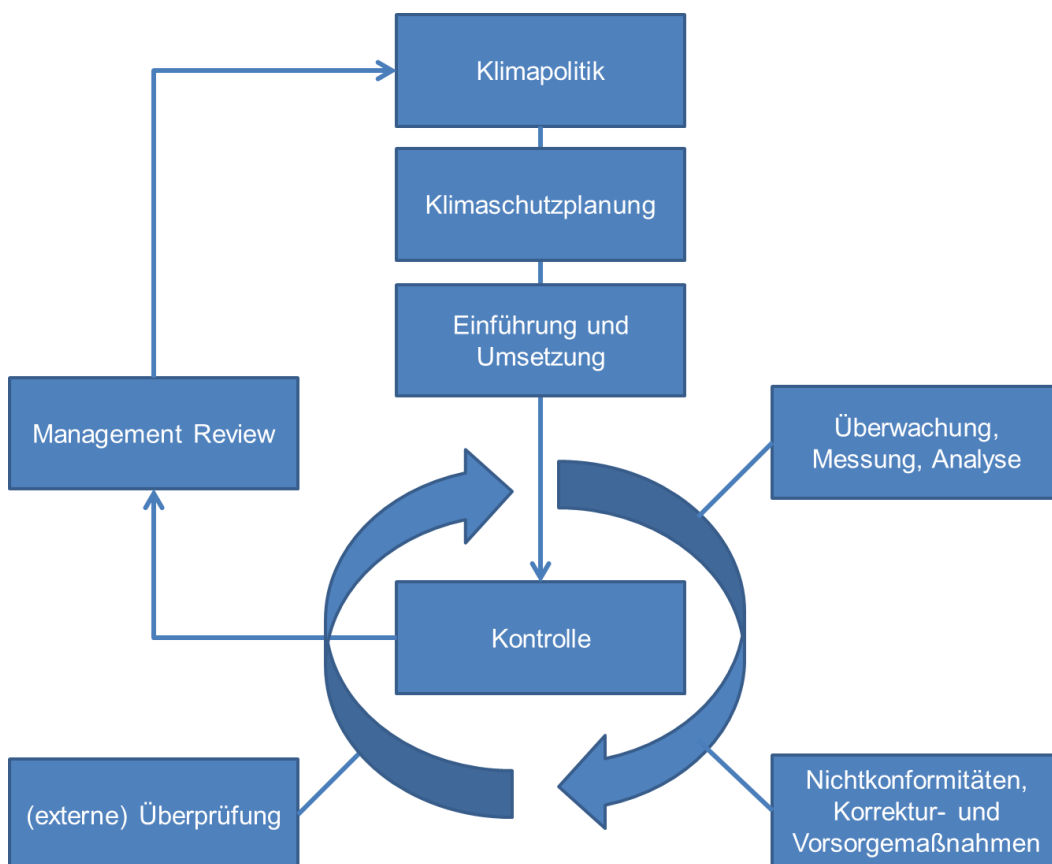 Klimapolitik
Klimaschutzplanung
Einführung und
Umsetzung
Management Review
Überwachung,
Messung, Analyse
Kontrolle
(externe) Überprüfung
Nichtkonformitäten,
Korrektur- und
Vorsorgemaßnahmen